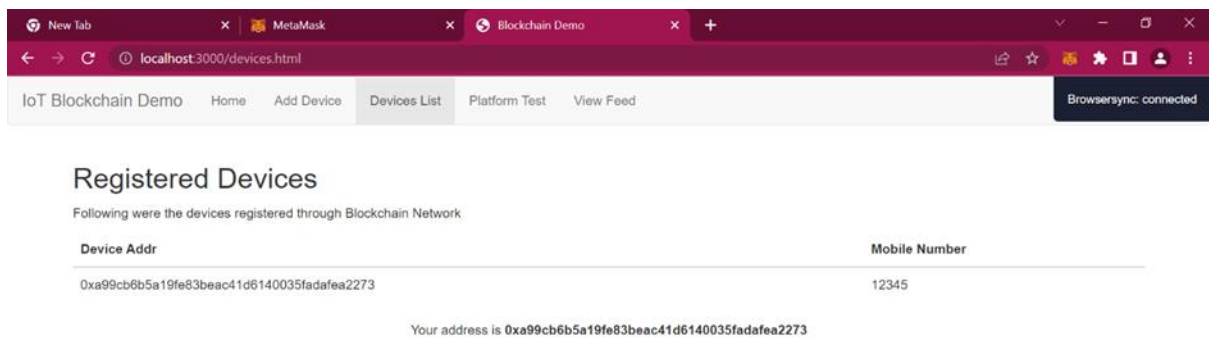 New Tab MetaMask Blockchain Demo
localhost:3000/devices.html
IoT Blockchain Demo Home Add Device Devices List Platform Test View Feed Browsersync: connected
Registered Devices
Following were the devices registered through Blockchain Network
Device Addr Mobile Number
0xa99cb6b5a19fe83beac41d6140035fadafea2273 12345
Your address is 0xa99cb6b5a19fe83beac41d6140035fadafea2273